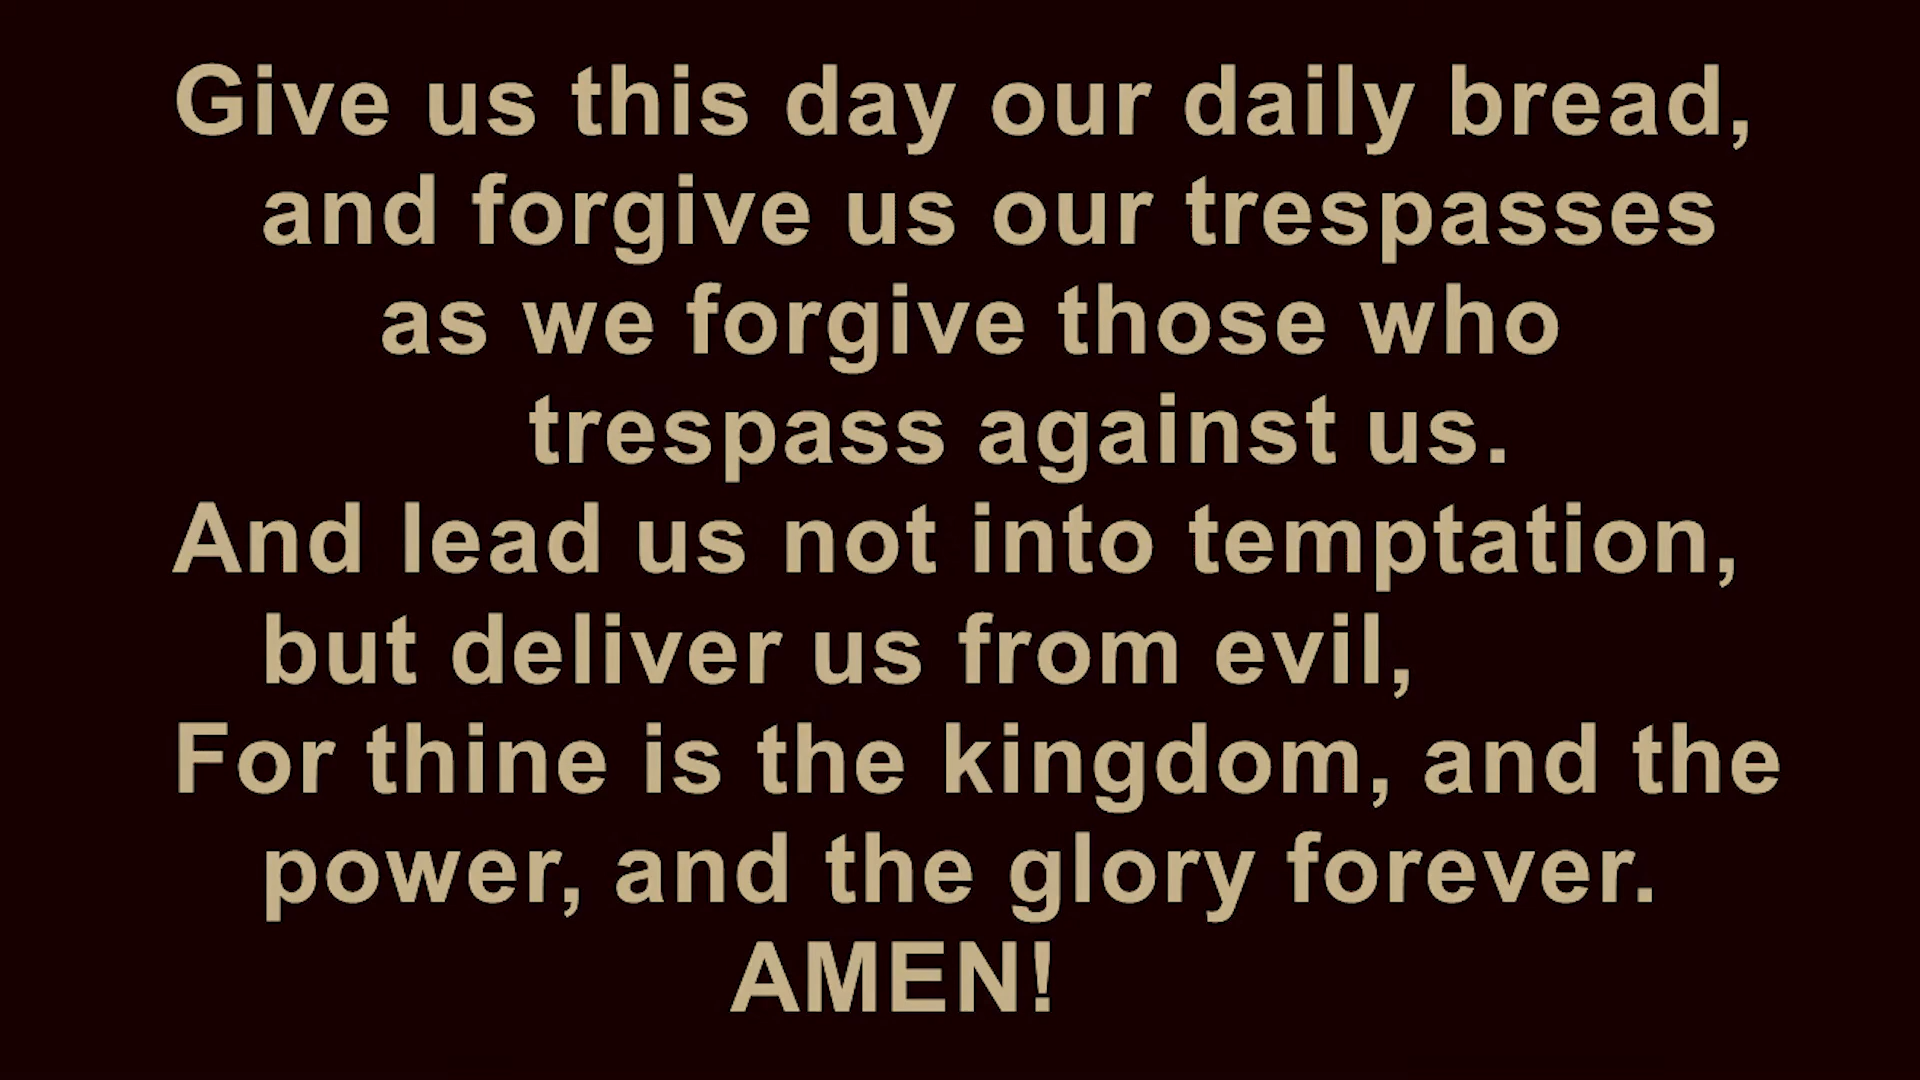 Give us this day our daily bread,
and forgive us our trespasses
as we forgive those who
trespass against us.
And lead us not into temptation,
but deliver us from evil,
For thine is the kingdom, and the
power, and the glory forever.
AMEN!